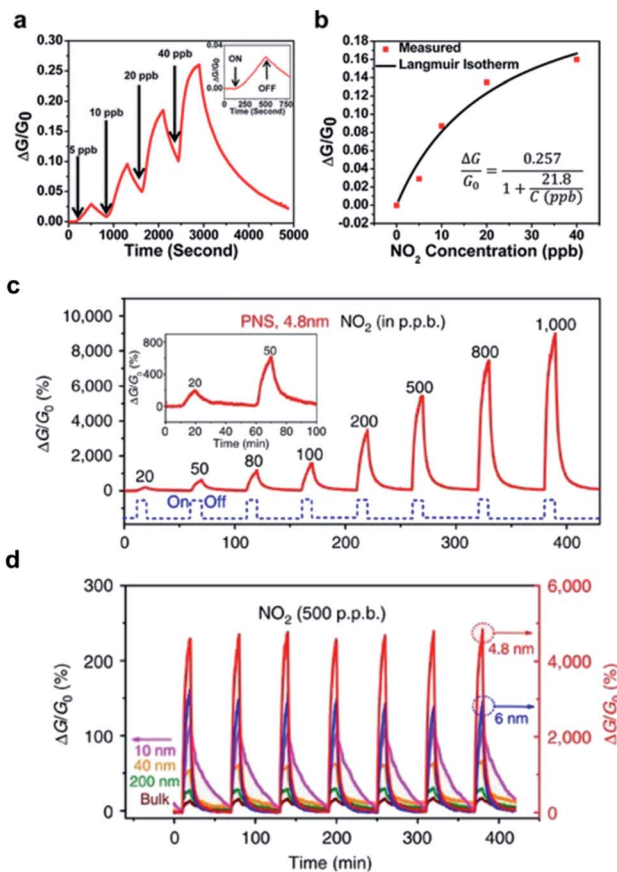 a
0.30
0.25
0.20
0.15
0.10
0.05
0.00
ΔG/G0
5 ppb
10 ppb
20 ppb
40 ppb
0 1000 2000 3000 4000 5000
Time (Second)
0.04
0.00
ΔG/G0
ON
OFF
0 250 500 750
Time (Second)
b
0.18
0.16
0.14
0.12
0.10
0.08
0.06
0.04
0.02
0.00
-0.02
ΔG/G0
Measured
Langmuir Isotherm
ΔG/G0 = 0.257/(1 + 21.8/C (ppb))
0 10 20 30 40
NO2 Concentration (ppb)
c
10,000
8,000
6,000
4,000
2,000
0
ΔG/G0 (%)
PNS, 4.8nm NO2 (in p.p.b.)
800
400
0
ΔG/G0 (%)
20
50
0 20 40 60 80 100
Time (min)
20 50 80 100 200 500 800 1,000
On Off
0 100 200 300 400
d
300
250
200
150
100
50
0
ΔG/G0 (%)
NO2 (500 p.p.b.)
10 nm
40 nm
200 nm
Bulk
4.8 nm
6 nm
6,000
4,000
2,000
0
ΔG/G0 (%)
0 100 200 300 400
Time (min)